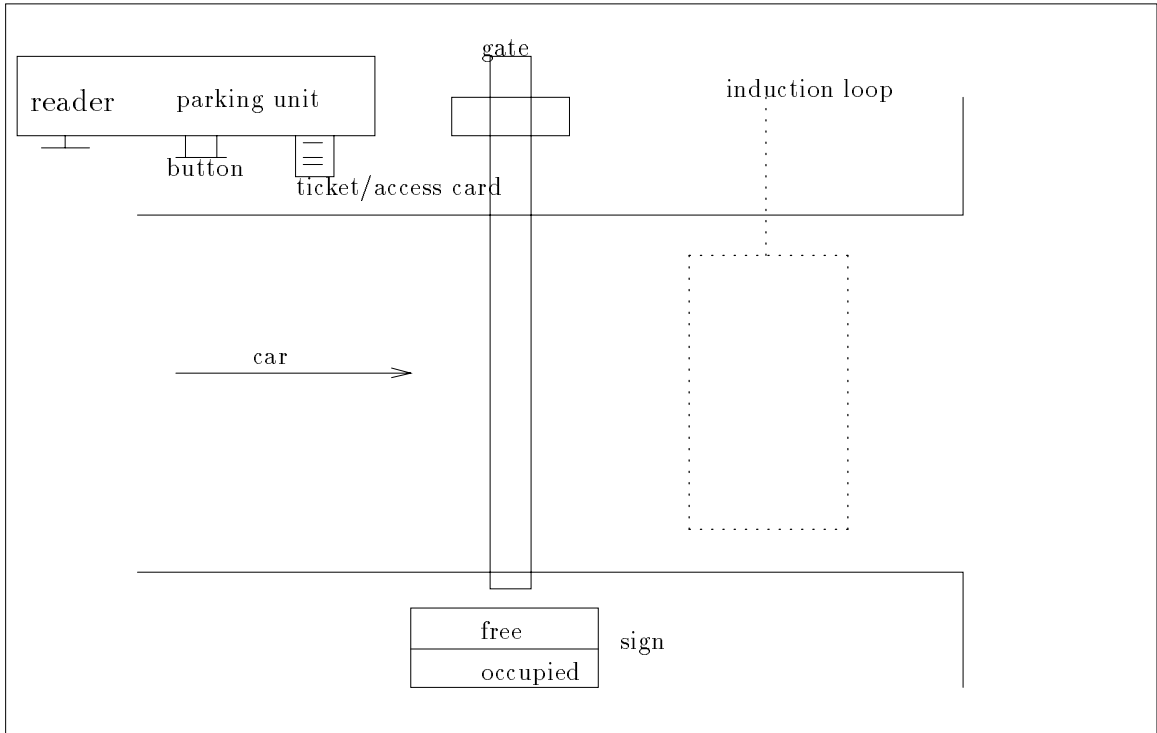 gate
induction loop
reader
parking unit
button
ticket/access card
car
free
sign
occupied